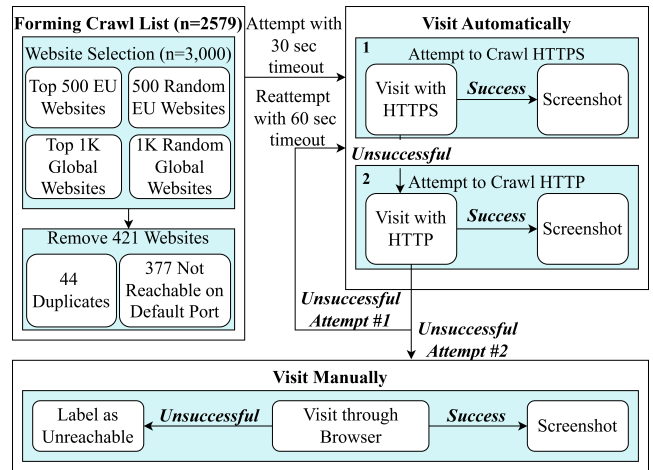 Forming Crawl List (n=2579)
Website Selection (n=3,000)
Top 500 EU
Websites
500 Random
EU Websites
Top 1K
Global
Websites
1K Random
Global
Websites
Remove 421 Websites
44
Duplicates
377 Not
Reachable on
Default Port
Attempt with
30 sec
timeout
Reattempt
with 60 sec
timeout
Visit Automatically
1
Attempt to Crawl HTTPS
Visit with
HTTPS
Success
Screenshot
Unsuccessful
2
Attempt to Crawl HTTP
Visit with
HTTP
Success
Screenshot
Unsuccessful
Attempt #1
Unsuccessful
Attempt #2
Visit Manually
Label as
Unreachable
Unsuccessful
Visit through
Browser
Success
Screenshot